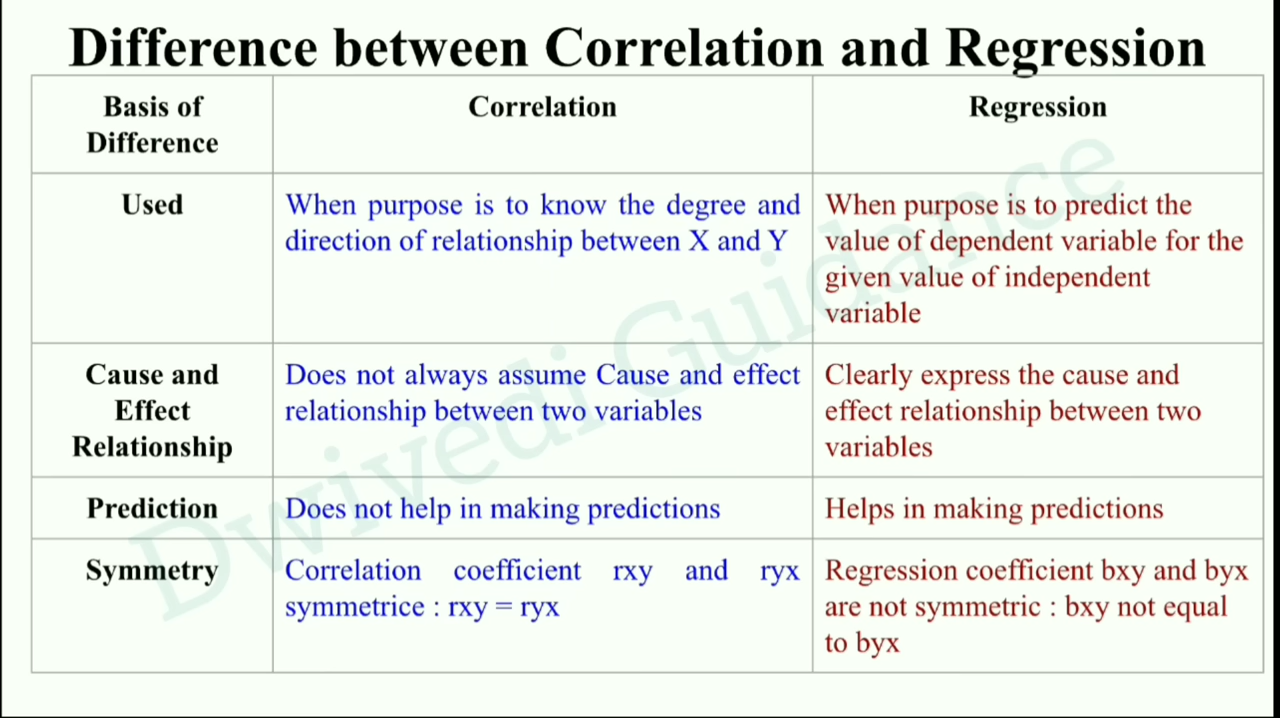 Difference between Correlation and Regression
Basis of
Difference
Correlation
Regression
Used
When purpose is to know the degree and
direction of relationship between X and Y
When purpose is to predict the
value of dependent variable for the
given value of independent
variable
Cause and
Effect
Relationship
Does not always assume Cause and effect
relationship between two variables
Clearly express the cause and
effect relationship between two
variables
Prediction
Does not help in making predictions
Helps in making predictions
Symmetry
Correlation coefficient rxy and ryx
symmetrice : rxy = ryx
Regression coefficient bxy and byx
are not symmetric : bxy not equal
to byx
Dwivedi Guidance